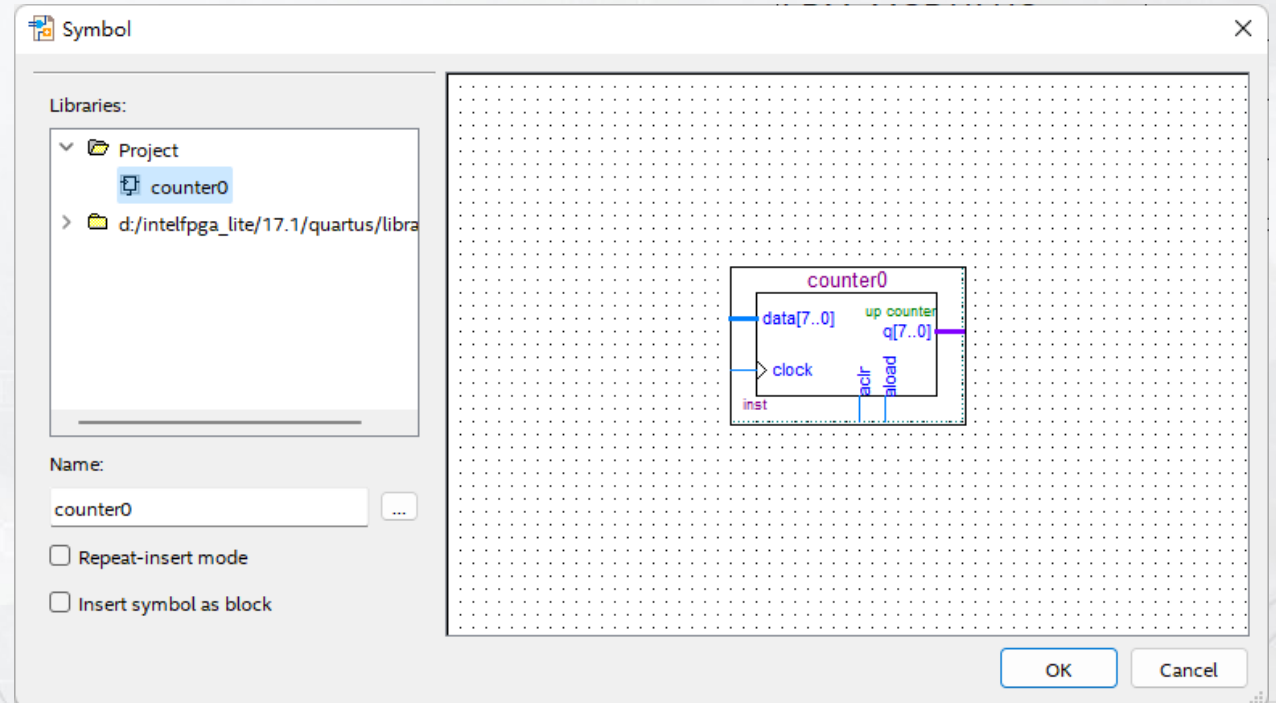 Symbol
Libraries:
Project
counter0
d:/intelfpga_lite/17.1/quartus/libra
Name:
counter0
...
Repeat-insert mode
Insert symbol as block
counter0
up counter
data[7..0]
q[7..0]
clock
aclr
aload
inst
OK
Cancel